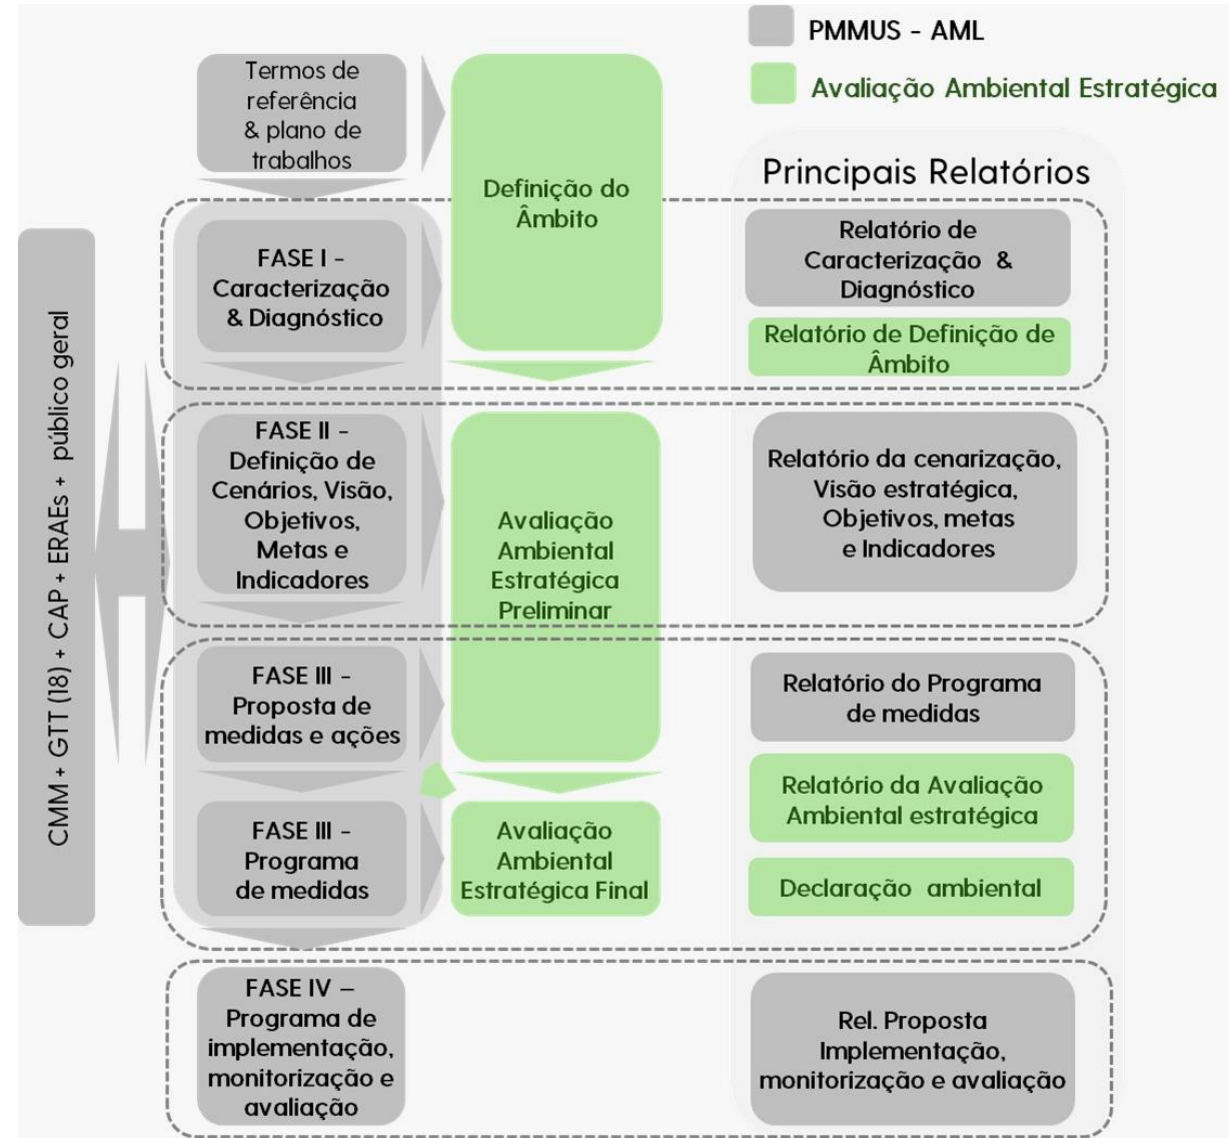 PMMUS - AML
Avaliação Ambiental Estratégica
Principais Relatórios
Termos de
referência
& plano de
trabalhos
Definição do
Âmbito
FASE I -
Caracterização
& Diagnóstico
Relatório de
Caracterização &
Diagnóstico
Relatório de Definição de
Âmbito
CMM + GTT (18) + CAP + ERAEs + público geral
FASE II -
Definição de
Cenários, Visão,
Objetivos,
Metas e
Indicadores
Avaliação
Ambiental
Estratégica
Preliminar
Relatório da cenarização,
Visão estratégica,
Objetivos, metas
e Indicadores
FASE III -
Proposta de
medidas e ações
Relatório do Programa
de medidas
Relatório da Avaliação
Ambiental estratégica
FASE III -
Programa
de medidas
Avaliação
Ambiental
Estratégica Final
Declaração ambiental
FASE IV –
Programa de
implementação,
monitorização e
avaliação
Rel. Proposta
Implementação,
monitorização e avaliação